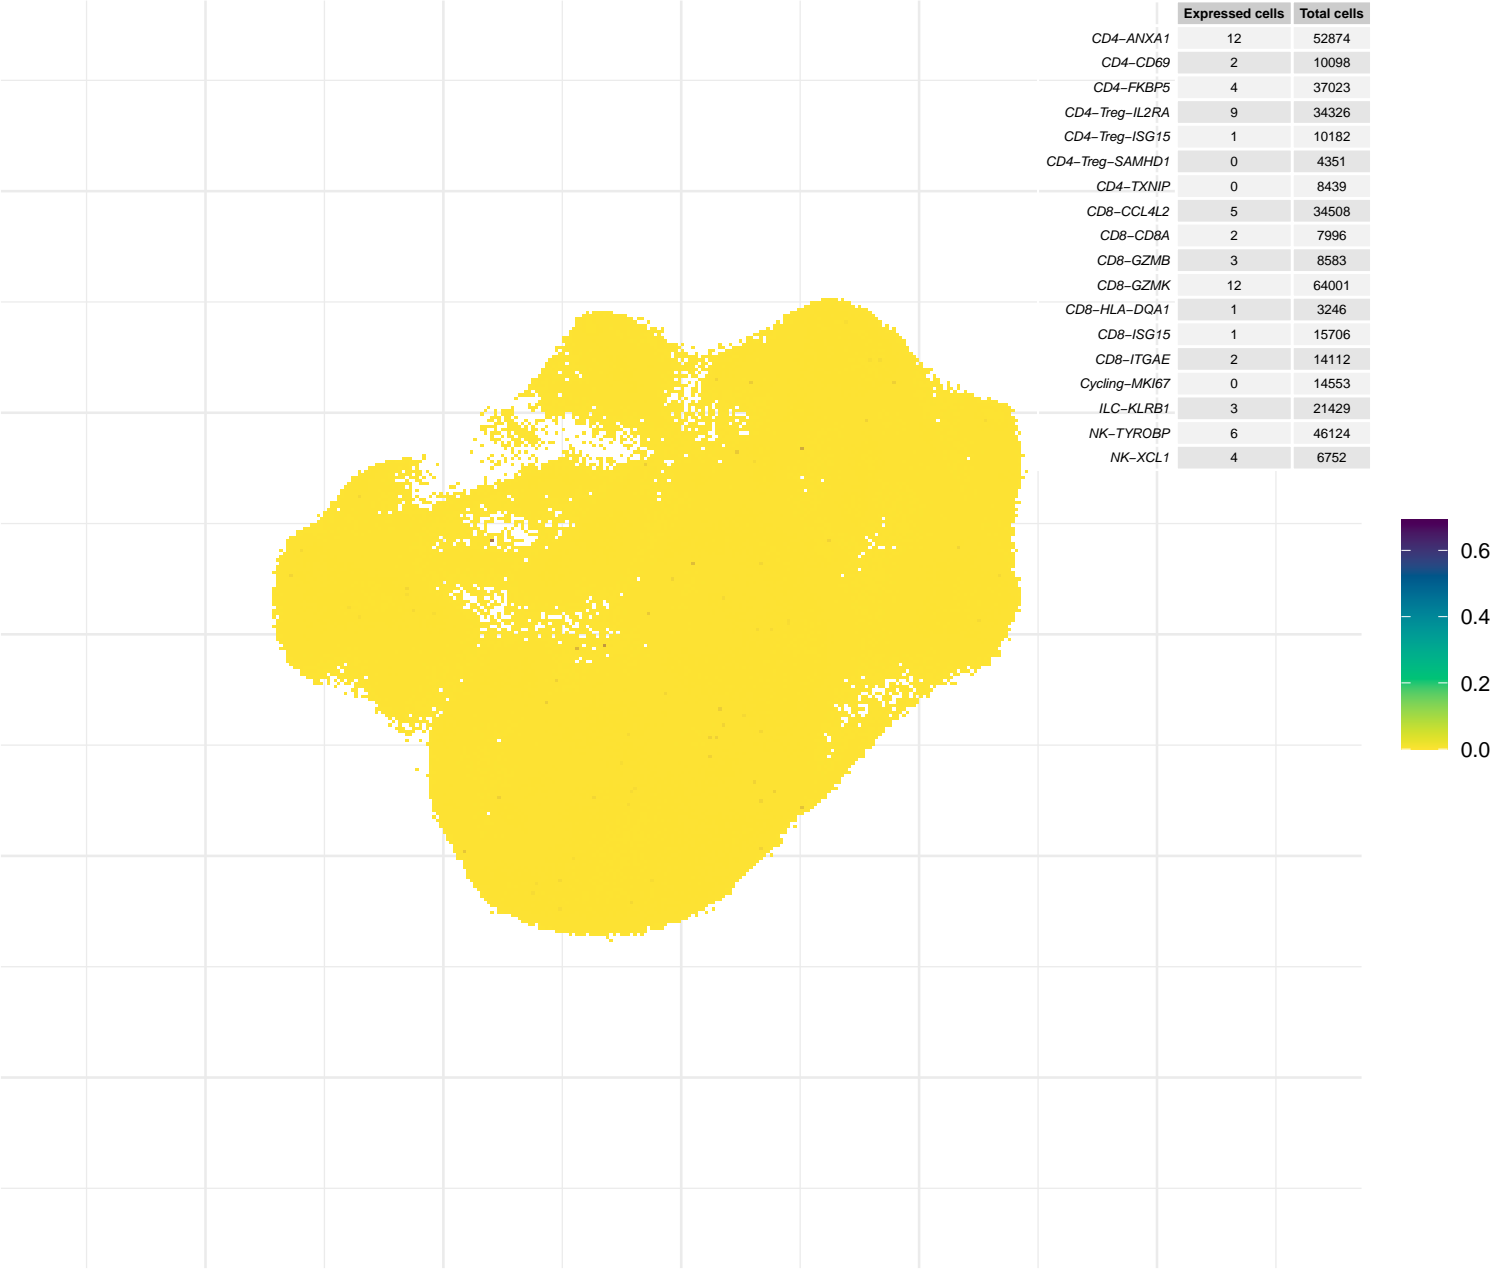 Expressed cells Total cells
CD4−ANXA1 12 52874
CD4−CD69 2 10098
CD4−FKBP5 4 37023
CD4−Treg−IL2RA 9 34326
CD4−Treg−ISG15 1 10182
CD4−Treg−SAMHD1 0 4351
CD4−TXNIP 0 8439
CD8−CCL4L2 5 34508
CD8−CD8A 2 7996
CD8−GZMB 3 8583
CD8−GZMK 12 64001
CD8−HLA−DQA1 1 3246
CD8−ISG15 1 15706
CD8−ITGAE 2 14112
Cycling−MKI67 0 14553
ILC−KLRB1 3 21429
NK−TYROBP 6 46124
NK−XCL1 4 6752
0.6
0.4
0.2
0.0